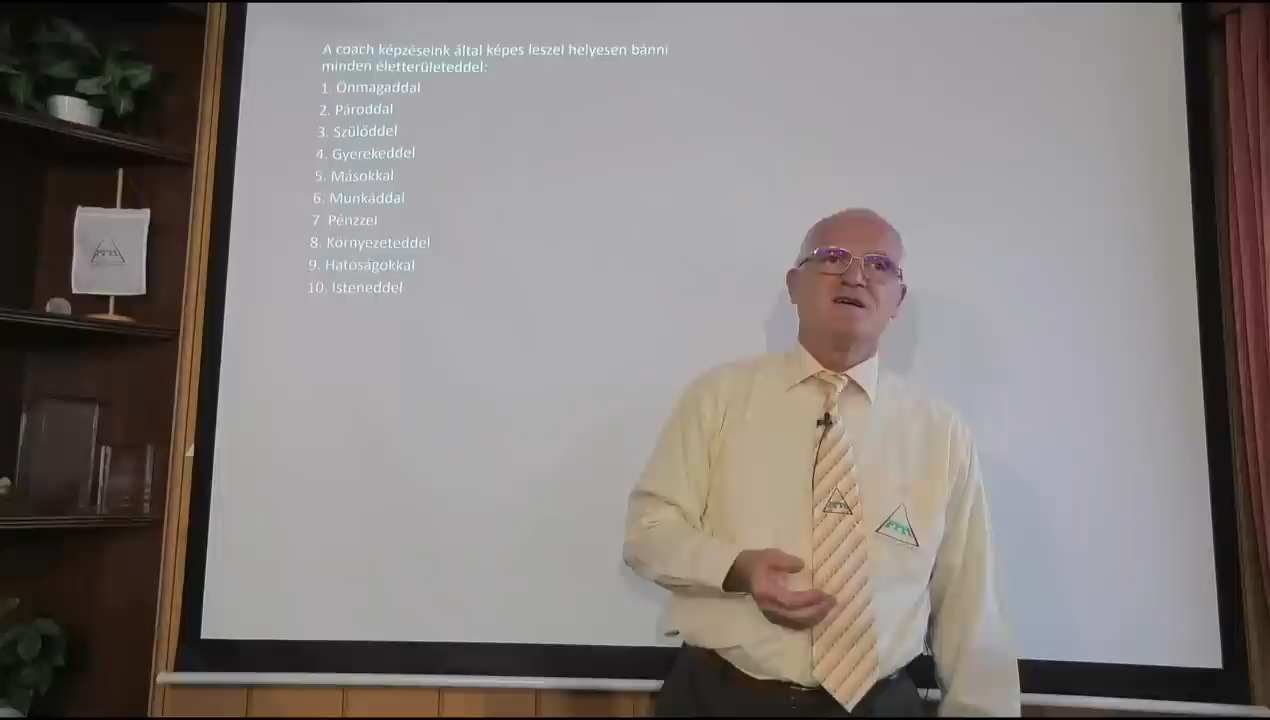 A coach képzéseink által képes leszel helyesen bánni
minden életterületeddel:
1. Önmagaddal
2. Pároddal
3. Szülőddel
4. Gyerekeddel
5. Másokkal
6. Munkáddal
7 Pénzzel
8. Környezeteddel
9. Hatóságokkal
10. Isteneddel